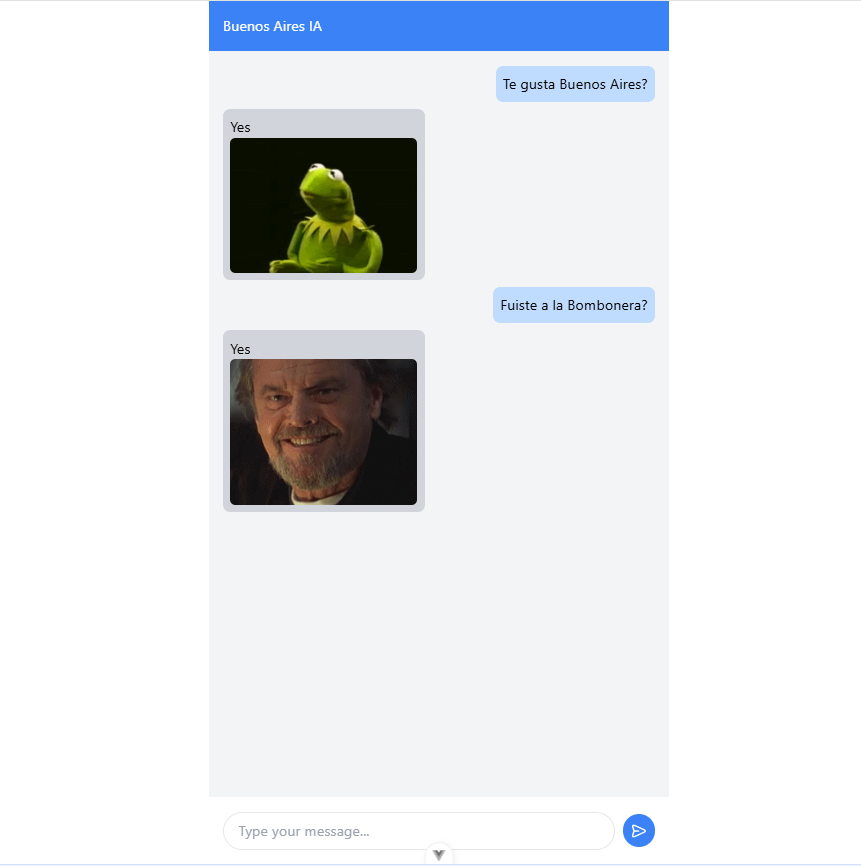 Buenos Aires IA
Te gusta Buenos Aires?
Yes
Fuiste a la Bombonera?
Yes
Type your message...